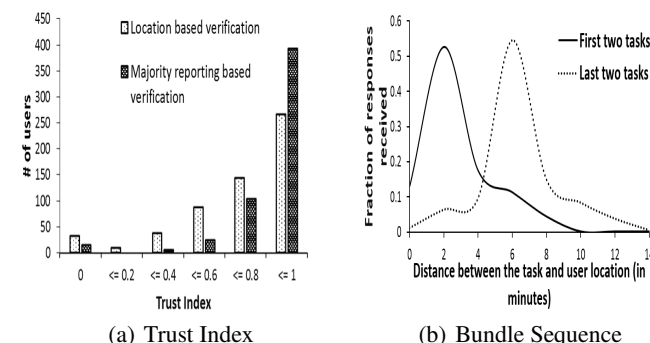 450
400
350
300
250
200
150
100
50
0
# of users
Location based verification
Majority reporting based
verification
0 <= 0.2 <= 0.4 <= 0.6 <= 0.8 <= 1
Trust Index
(a) Trust Index
0.6
0.5
0.4
0.3
0.2
0.1
0
Fraction of responses
received
First two tasks
Last two tasks
0 2 4 6 8 10 12 14
Distance between the task and user location (in
minutes)
(b) Bundle Sequence